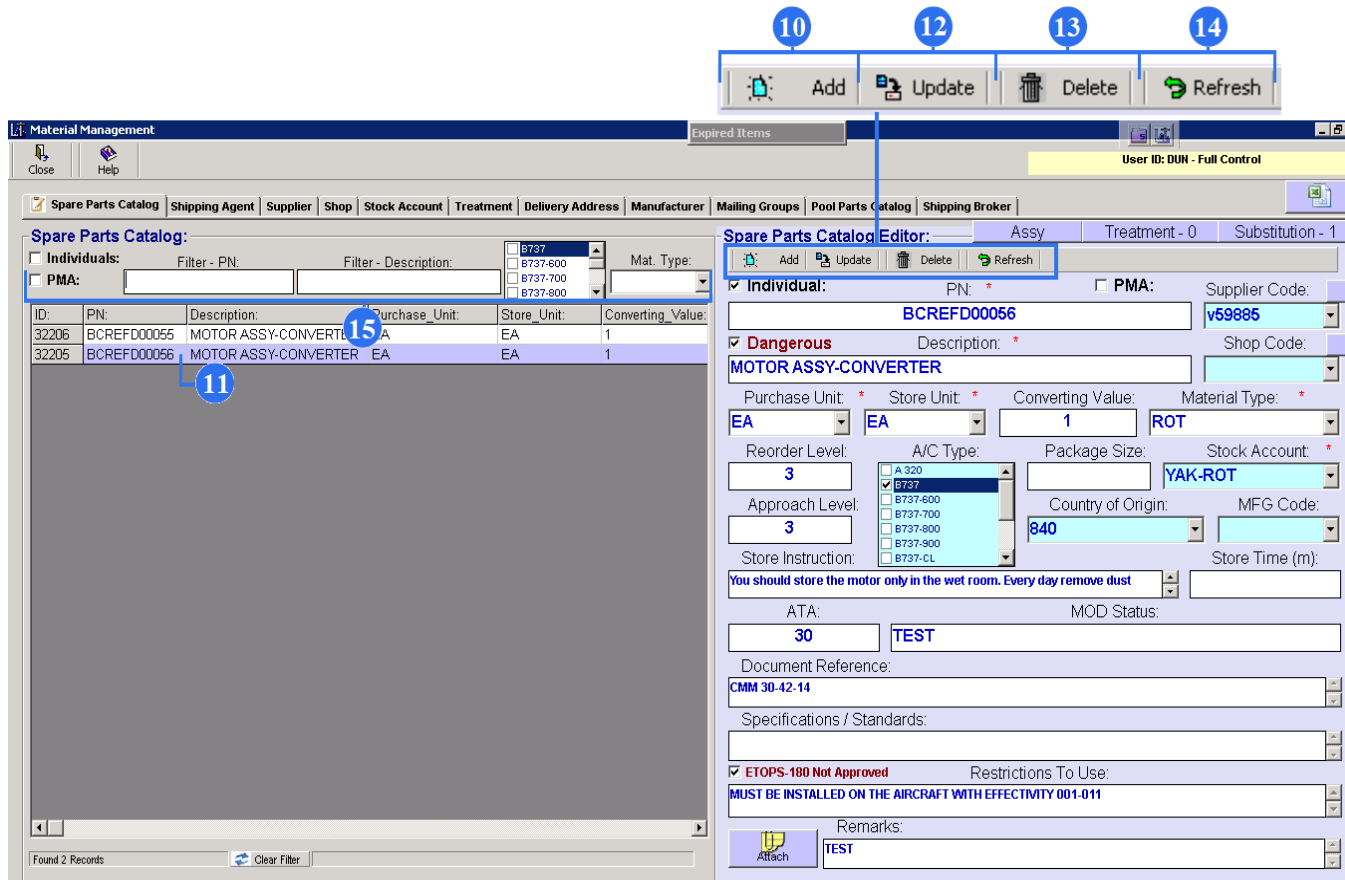 10 12 13 14
Add Update Delete Refresh
Material Management
Expired Items
Close Help
User ID: DUN - Full Control
Spare Parts Catalog Shipping Agent Supplier Shop Stock Account Treatment Delivery Address Manufacturer Mailing Groups Pool Parts Catalog Shipping Broker
Spare Parts Catalog:
Individuals: Filter - PN: Filter - Description: Mat. Type:
PMA:
B737
B737-600
B737-700
B737-800
ID: PN: Description: Purchase_Unit: Store_Unit: Converting_Value:
32206 BCREFD00055 MOTOR ASSY-CONVERTE EA 1
32205 BCREFD00056 MOTOR ASSY-CONVERTER EA EA 1
15
11
Found 2 Records Clear Filter
Spare Parts Catalog Editor: Assy Treatment - 0 Substitution - 1
Add Update Delete Refresh
Individual: PN: * PMA: Supplier Code:
BCREFD00056 v59885
Dangerous Description: * Shop Code:
MOTOR ASSY-CONVERTER
Purchase Unit: * Store Unit: * Converting Value: Material Type: *
EA EA 1 ROT
Reorder Level: A/C Type: Package Size: Stock Account: *
3 YAK-ROT
A 320
B737
B737-600
B737-700
B737-800
B737-900
B737-CL
Approach Level: Country of Origin: MFG Code:
3 840
Store Instruction: Store Time (m):
You should store the motor only in the wet room. Every day remove dust
ATA: MOD Status:
30 TEST
Document Reference:
CMM 30-42-14
Specifications / Standards:
ETOPS-180 Not Approved Restrictions To Use:
MUST BE INSTALLED ON THE AIRCRAFT WITH EFFECTIVITY 001-011
Remarks:
Attach TEST